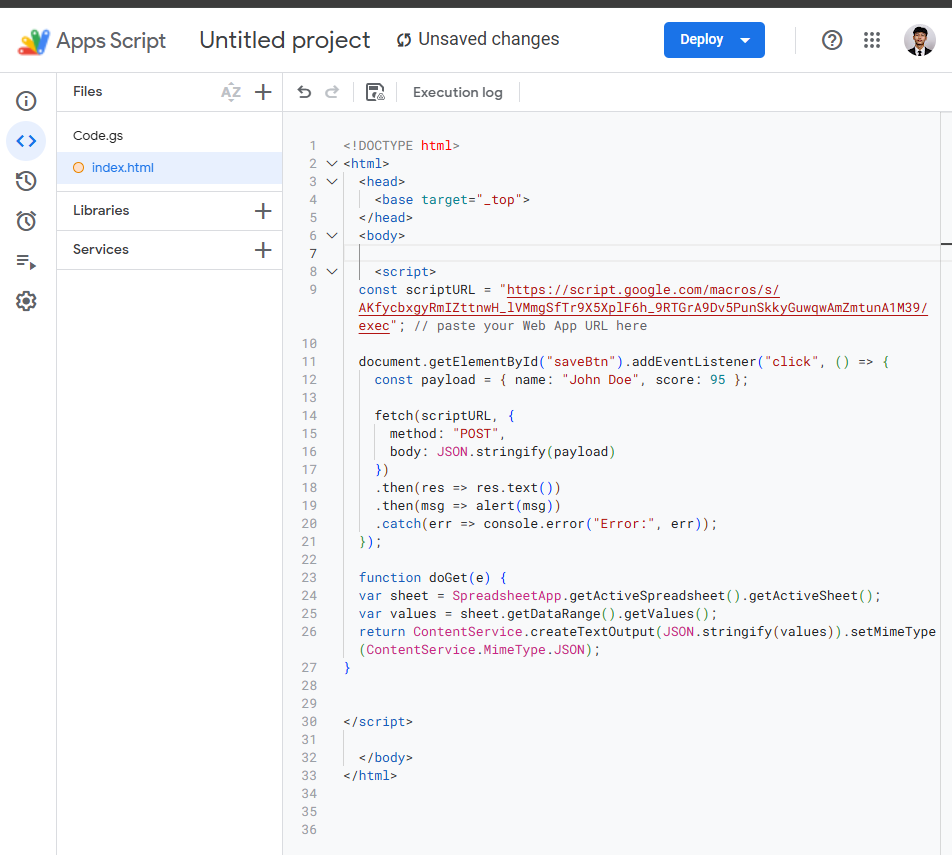 Apps Script
Untitled project
Unsaved changes
Deploy
Files
AZ
Execution log
Code.gs
index.html
Libraries
Services
1 <!DOCTYPE html>
2 <html>
3 <head>
4 <base target="_top">
5 </head>
6 <body>
7
8 <script>
9 const scriptURL = "https://script.google.com/macros/s/
AKfycbxgyRmIZttnwH_lVMmgSfTr9X5XplF6h_9RTGrA9Dv5PunSkkyGuwqwAmZmtunA1M39/
exec"; // paste your Web App URL here
10
11 document.getElementById("saveBtn").addEventListener("click", () => {
12 const payload = { name: "John Doe", score: 95 };
13
14 fetch(scriptURL, {
15 method: "POST",
16 body: JSON.stringify(payload)
17 })
18 .then(res => res.text())
19 .then(msg => alert(msg))
20 .catch(err => console.error("Error:", err));
21 });
22
23 function doGet(e) {
24 var sheet = SpreadsheetApp.getActiveSpreadsheet().getActiveSheet();
25 var values = sheet.getDataRange().getValues();
26 return ContentService.createTextOutput(JSON.stringify(values)).setMimeType
(ContentService.MimeType.JSON);
27 }
28
29
30 </script>
31
32 </body>
33 </html>
34
35
36